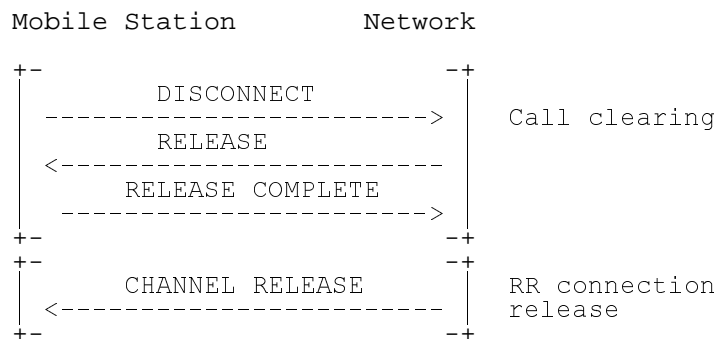 Mobile Station Network
DISCONNECT
Call clearing
RELEASE
RELEASE COMPLETE
CHANNEL RELEASE
RR connection
release